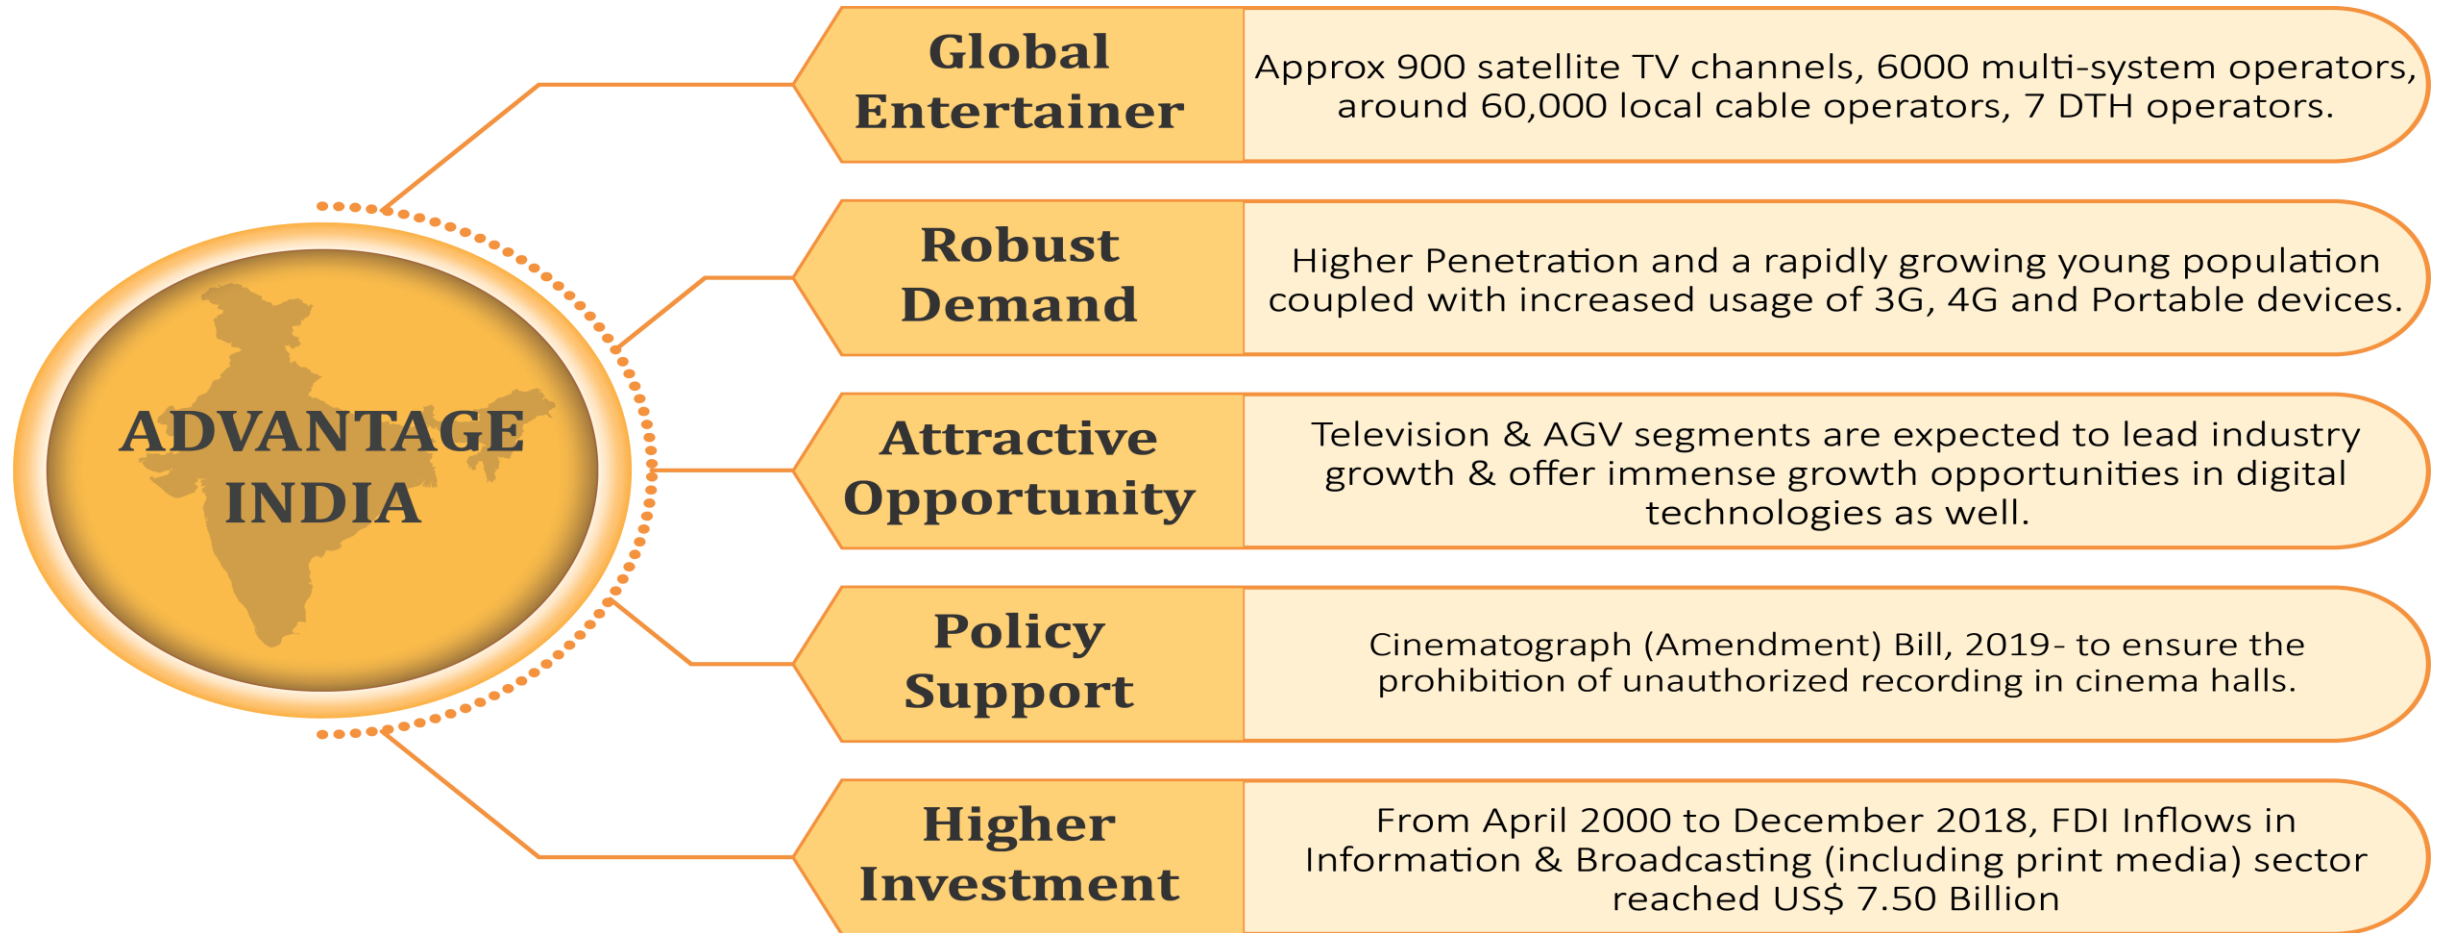 ADVANTAGE
INDIA
Global
Entertainer
Approx 900 satellite TV channels, 6000 multi-system operators,
around 60,000 local cable operators, 7 DTH operators.
Robust
Demand
Higher Penetration and a rapidly growing young population
coupled with increased usage of 3G, 4G and Portable devices.
Attractive
Opportunity
Television & AGV segments are expected to lead industry
growth & offer immense growth opportunities in digital
technologies as well.
Policy
Support
Cinematograph (Amendment) Bill, 2019- to ensure the
prohibition of unauthorized recording in cinema halls.
Higher
Investment
From April 2000 to December 2018, FDI Inflows in
Information & Broadcasting (including print media) sector
reached US$ 7.50 Billion